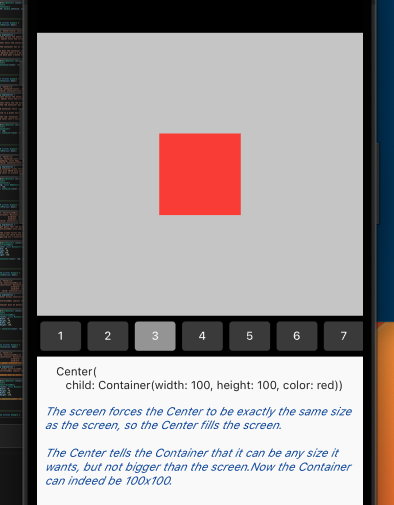 1 2 3 4 5 6 7
Center(
child: Container(width: 100, height: 100, color: red))
The screen forces the Center to be exactly the same size
as the screen, so the Center fills the screen.
The Center tells the Container that it can be any size it
wants, but not bigger than the screen.Now the Container
can indeed be 100x100.